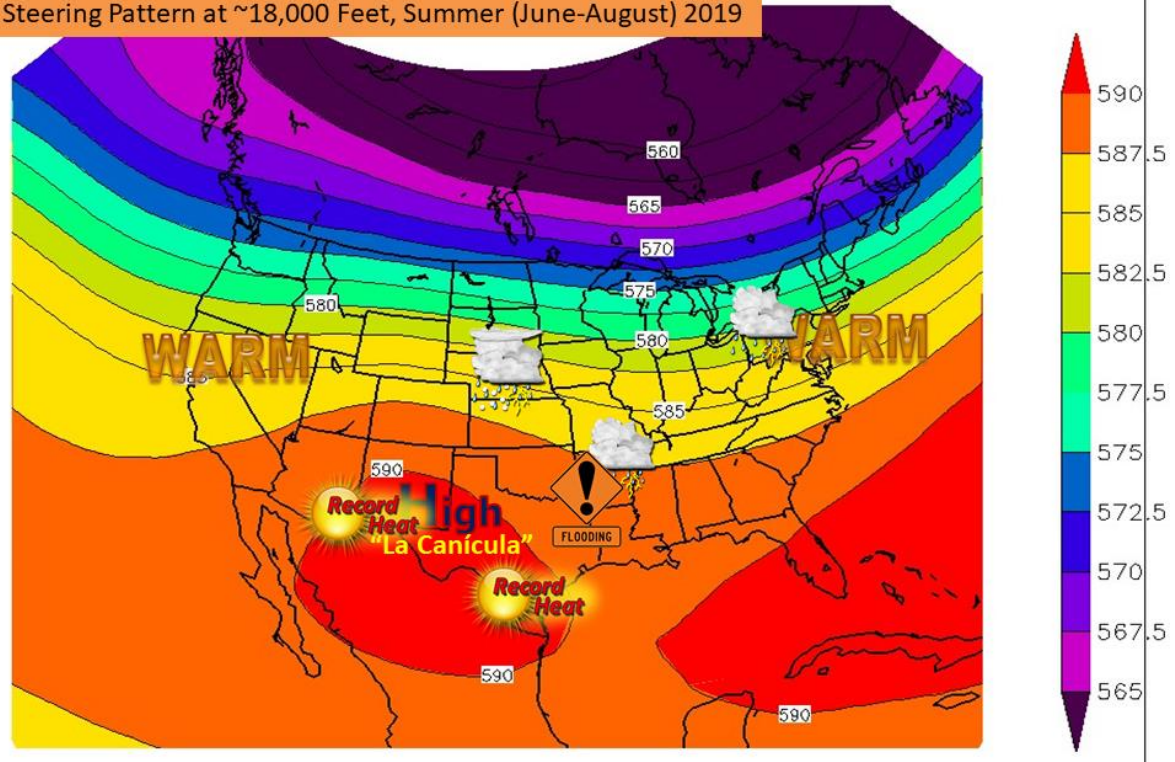 Steering Pattern at ~18,000 Feet, Summer (June-August) 2019
560
565
570
575
580
580
WARM
WARM
585
585
590
Record
Heat
High
"La Canícula"
FLOODING
Record
Heat
590
590
590
587.5
585
582.5
580
577.5
575
572.5
570
567.5
565